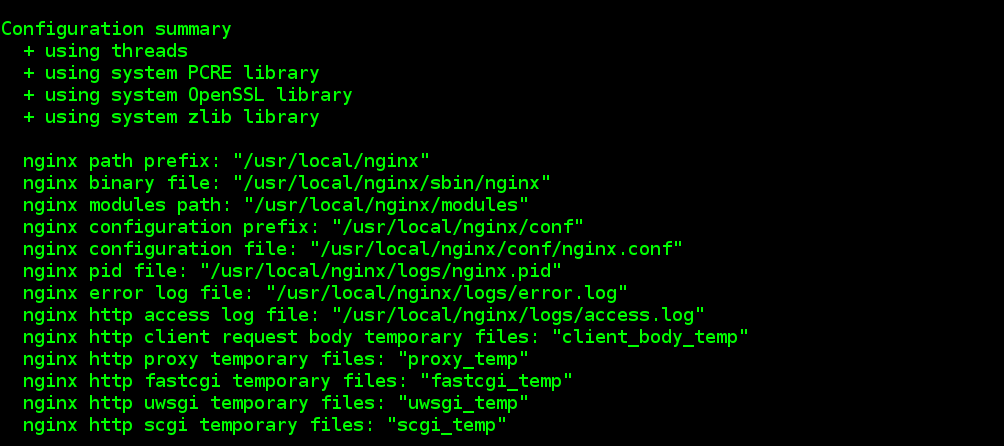 Configuration summary
+ using threads
+ using system PCRE library
+ using system OpenSSL library
+ using system zlib library
nginx path prefix: "/usr/local/nginx"
nginx binary file: "/usr/local/nginx/sbin/nginx"
nginx modules path: "/usr/local/nginx/modules"
nginx configuration prefix: "/usr/local/nginx/conf"
nginx configuration file: "/usr/local/nginx/conf/nginx.conf"
nginx pid file: "/usr/local/nginx/logs/nginx.pid"
nginx error log file: "/usr/local/nginx/logs/error.log"
nginx http access log file: "/usr/local/nginx/logs/access.log"
nginx http client request body temporary files: "client_body_temp"
nginx http proxy temporary files: "proxy_temp"
nginx http fastcgi temporary files: "fastcgi_temp"
nginx http uwsgi temporary files: "uwsgi_temp"
nginx http scgi temporary files: "scgi_temp"